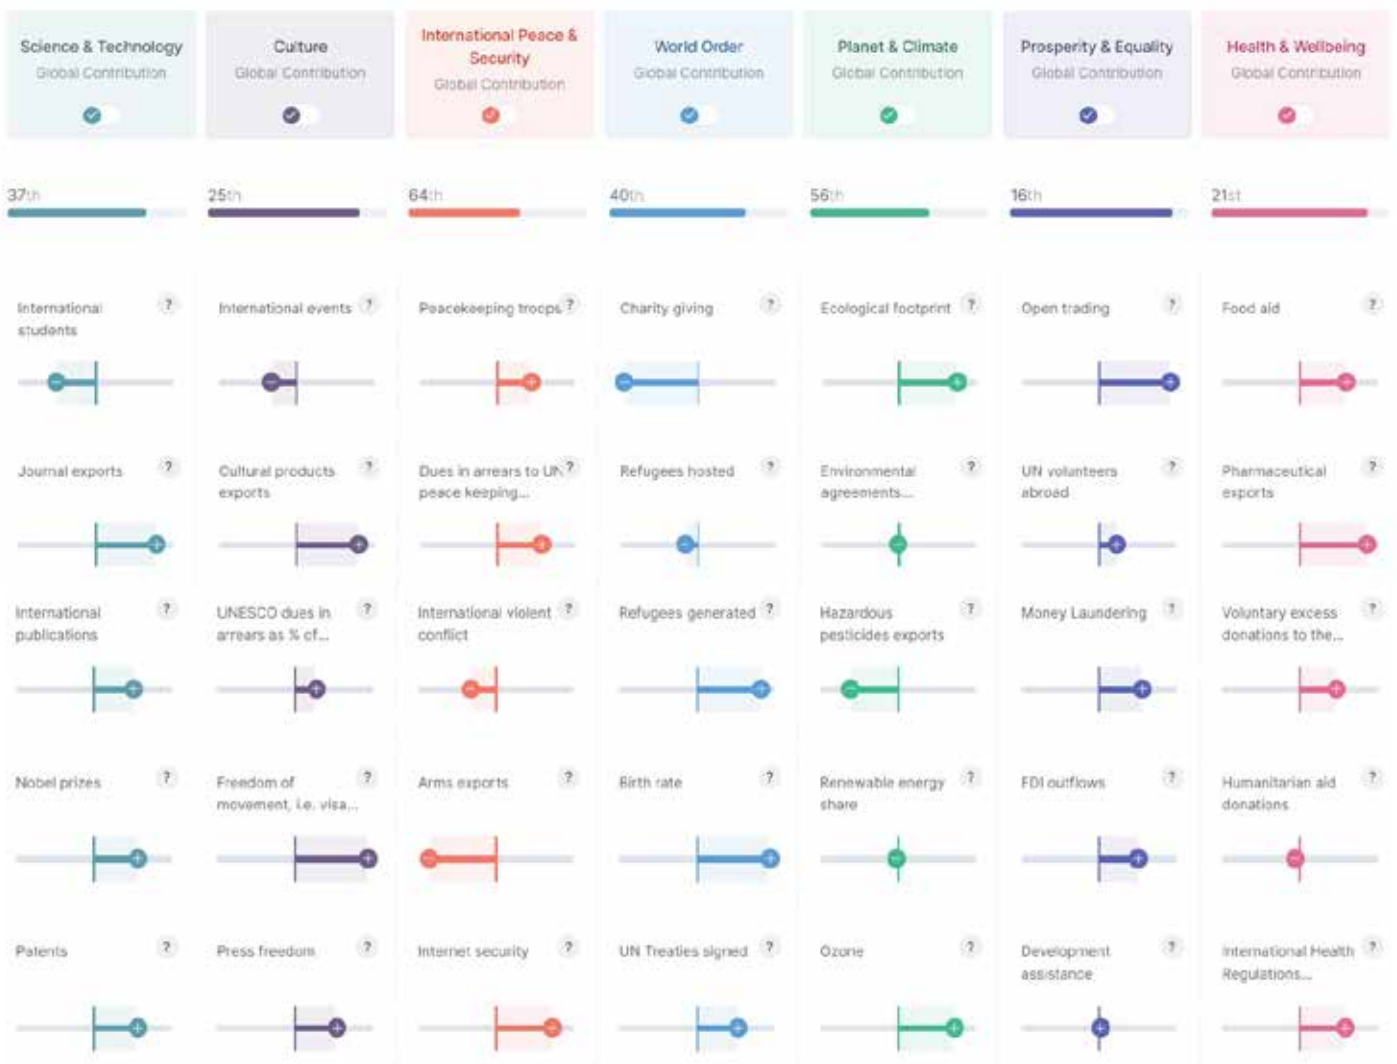 Science & Technology
Global Contribution
Culture
Global Contribution
International Peace &
Security
Global Contribution
World Order
Global Contribution
Planet & Climate
Global Contribution
Prosperity & Equality
Global Contribution
Health & Wellbeing
Global Contribution
37th
25th
64th
40th
56th
16th
21st
International
students
?
International events
?
Peacekeeping troops
?
Charity giving
?
Ecological footprint
?
Open trading
?
Food aid
?
Journal exports
?
Cultural products
exports
?
Dues in arrears to UN
peace keeping...
?
Refugees hosted
?
Environmental
agreements...
?
UN volunteers
abroad
?
Pharmaceutical
exports
?
International
publications
?
UNESCO dues in
arrears as % of...
?
International violent
conflict
?
Refugees generated
?
Hazardous
pesticides exports
?
Money Laundering
?
Voluntary excess
donations to the...
?
Nobel prizes
?
Freedom of
movement, i.e. visa...
?
Arms exports
?
Birth rate
?
Renewable energy
share
?
FDI outflows
?
Humanitarian aid
donations
?
Patents
?
Press freedom
?
Internet security
?
UN Treaties signed
?
Ozone
?
Development
assistance
?
International Health
Regulations...
?